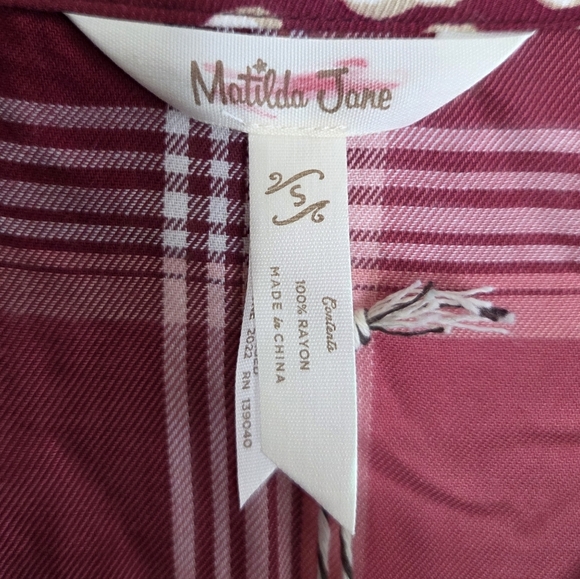 Matilda Jane
S
Contents
100% RAYON
MADE in CHINA
2022 RN 139040